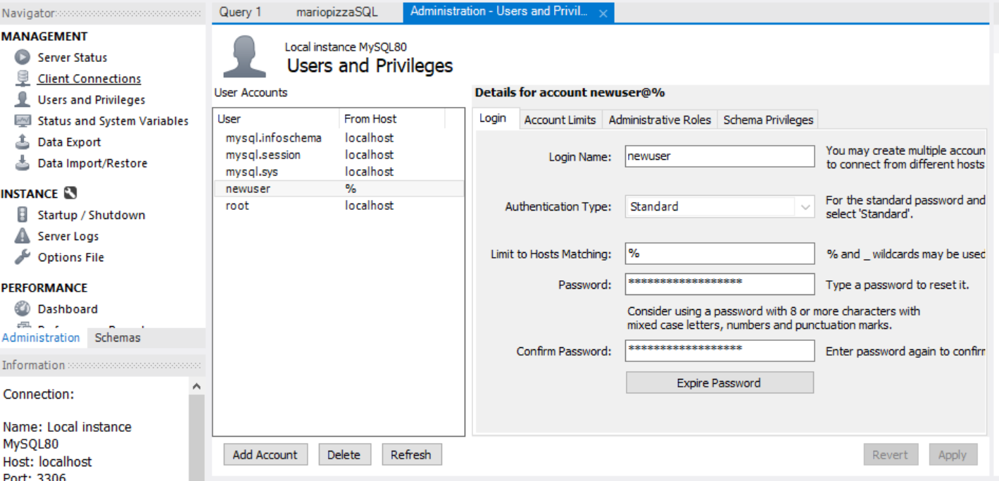 Navigator
MANAGEMENT
Server Status
Client Connections
Users and Privileges
Status and System Variables
Data Export
Data Import/Restore
INSTANCE
Startup / Shutdown
Server Logs
Options File
PERFORMANCE
Dashboard
Administration Schemas
Information
Connection:
Name: Local instance
MySQL80
Host: localhost
Port: 3306
Query 1 mariopizzaSQL Administration - Users and Privil...
Local instance MySQL80
Users and Privileges
User Accounts
User From Host
mysql.infoschema localhost
mysql.session localhost
mysql.sys localhost
newuser %
root localhost
Add Account Delete Refresh
Details for account newuser@%
Login Account Limits Administrative Roles Schema Privileges
Login Name: newuser
You may create multiple accoun
to connect from different hosts
Authentication Type: Standard
For the standard password and
select 'Standard'.
Limit to Hosts Matching: % % and _ wildcards may be used
Password: ******************* Type a password to reset it.
Consider using a password with 8 or more characters with
mixed case letters, numbers and punctuation marks.
Confirm Password: ******************* Enter password again to confirm
Expire Password
Revert Apply